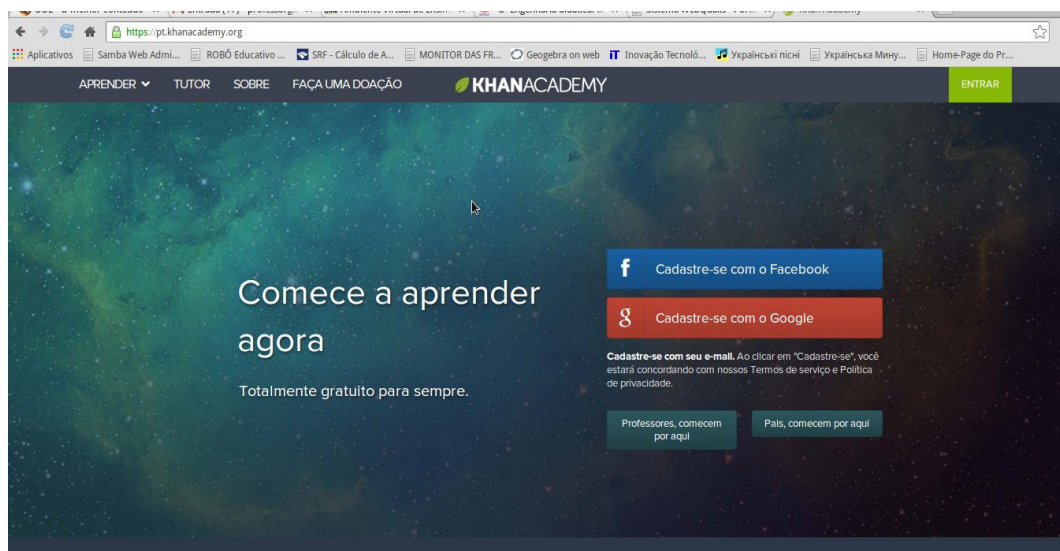 https://pt.khanacademy.org
Aplicativos Samba Web Admi... ROBÔ Educativo ... SRF - Cálculo de A... MONITOR DAS FR... Geogebra on web Inovação Tecnoló... Українські пісні Українська Мину... Home-Page do Pr...
APRENDER TUTOR SOBRE FAÇA UMA DOAÇÃO KHANACADEMY ENTRAR
Comece a aprender
agora
Totalmente gratuito para sempre.
f Cadastre-se com o Facebook
g Cadastre-se com o Google
Cadastre-se com seu e-mail. Ao clicar em "Cadastre-se", você
estará concordando com nossos Termos de serviço e Política
de privacidade.
Professores, comecem
por aqui
Pais, comecem por aqui